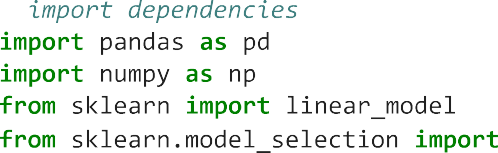 import dependencies
import pandas as pd
import numpy as np
from sklearn import linear_model
from sklearn.model_selection import